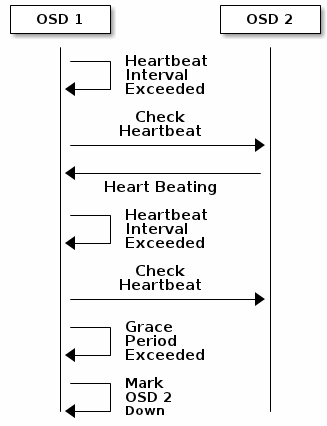 OSD 1
OSD 2
Heartbeat
Interval
Exceeded
Check
Heartbeat
Heart Beating
Heartbeat
Interval
Exceeded
Check
Heartbeat
Grace
Period
Exceeded
Mark
OSD 2
Down